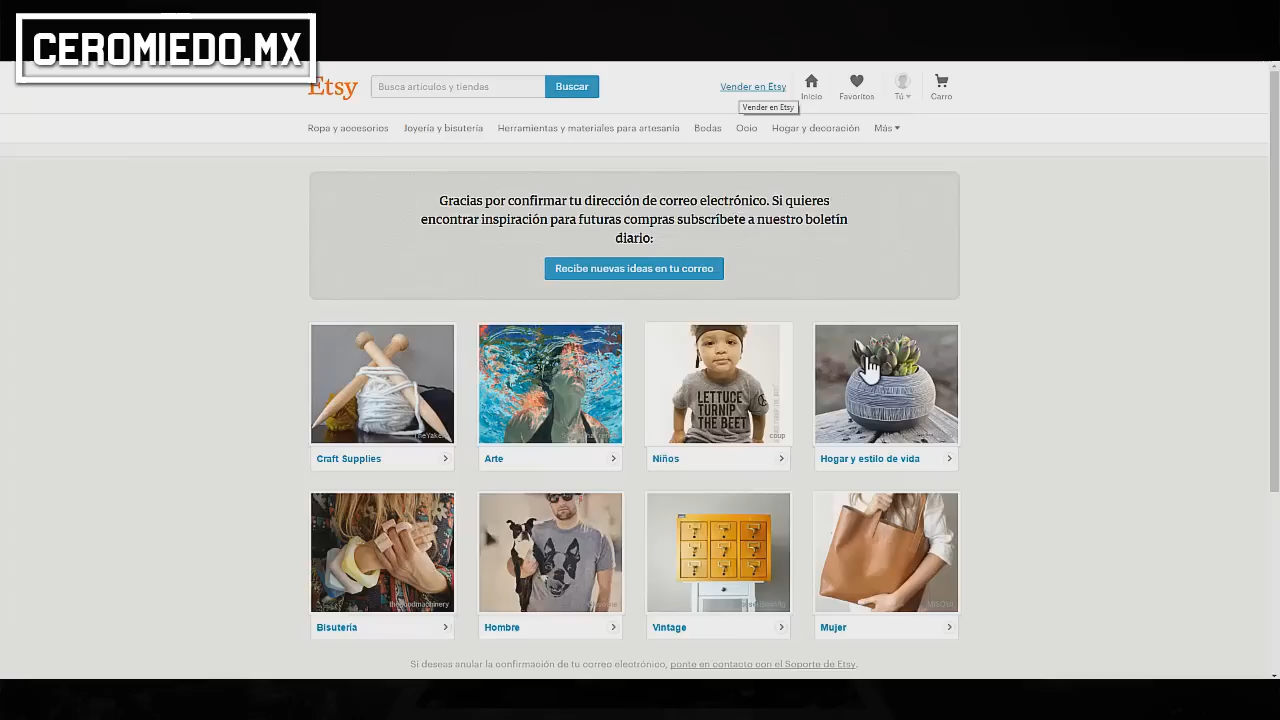 CEROMIEDO.MX
Etsy
Busca artículos y tiendas
Buscar
Vender en Etsy
Inicio
Favoritos
Tú
Carro
Vender en Etsy
Ropa y accesorios
Joyería y bisutería
Herramientas y materiales para artesanía
Bodas
Ocio
Hogar y decoración
Más
Gracias por confirmar tu dirección de correo electrónico. Si quieres
encontrar inspiración para futuras compras subscríbete a nuestro boletín
diario:
Recibe nuevas ideas en tu correo
LETTUCE
TURNIP
THE BEET
coup
Craft Supplies
Arte
Niños
Hogar y estilo de vida
Bisutería
Hombre
Vintage
Mujer
Si deseas anular la confirmación de tu correo electrónico, ponte en contacto con el Soporte de Etsy.